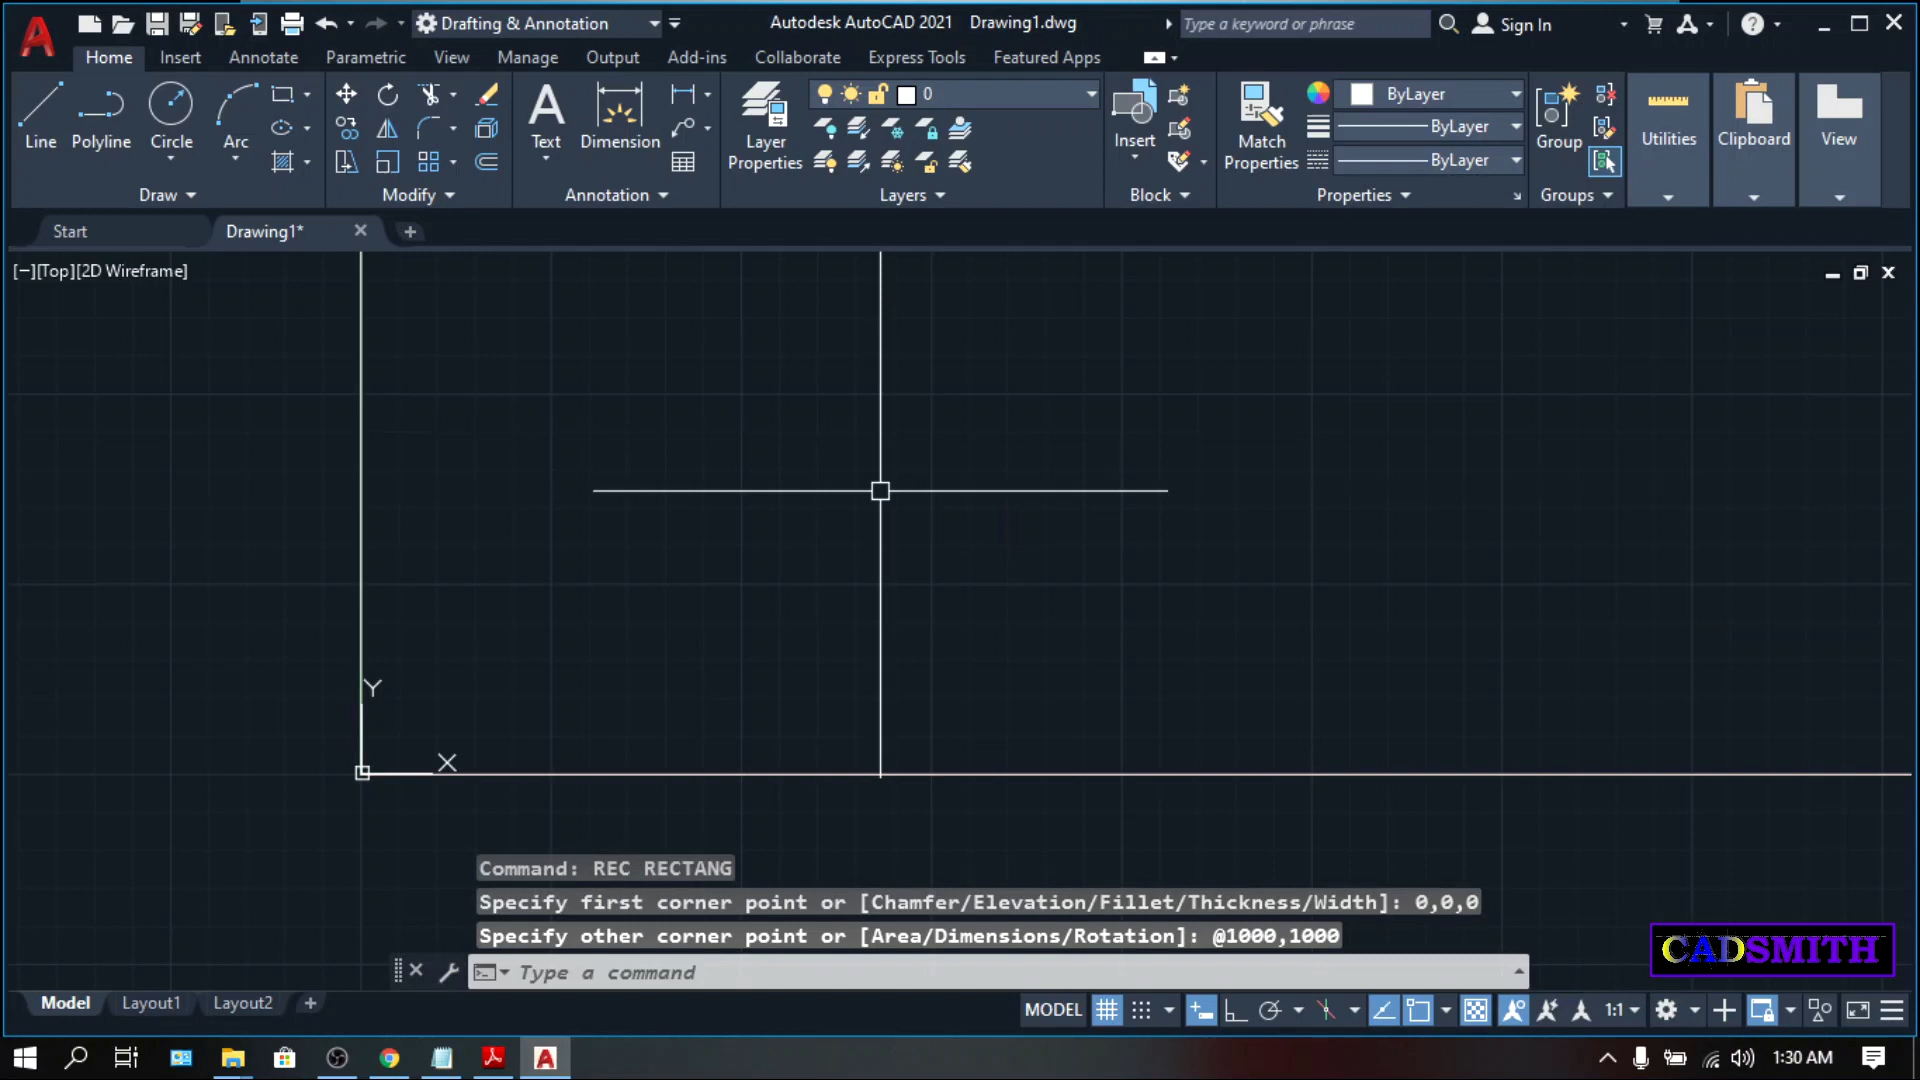 Drafting & Annotation
Autodesk AutoCAD 2021 Drawing1.dwg
Type a keyword or phrase
Sign In
Home Insert Annotate Parametric View Manage Output Add-ins Collaborate Express Tools Featured Apps
Line
Polyline
Circle
Arc
Text
Dimension
Layer Properties
0
Insert
Match Properties
ByLayer
ByLayer
ByLayer
Group
Utilities
Clipboard
View
Draw
Modify
Annotation
Layers
Block
Properties
Groups
Start
Drawing1*
[−][Top][2D Wireframe]
Y
X
Command: REC RECTANG
Specify first corner point or [Chamfer/Elevation/Fillet/Thickness/Width]: 0,0,0
Specify other corner point or [Area/Dimensions/Rotation]: @1000,1000
Type a command
CADSMITH
Model Layout1 Layout2
MODEL
1:1
1:30 AM